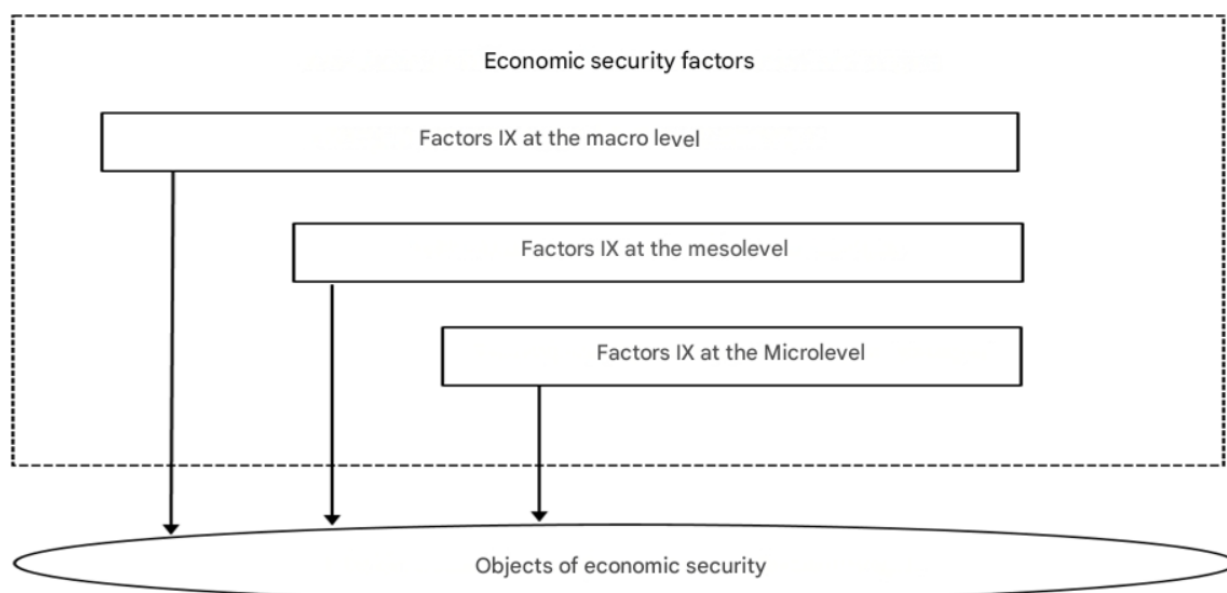 Economic security factors
Factors IX at the macro level
Factors IX at the mesolevel
Factors IX at the Microlevel
Objects of economic security